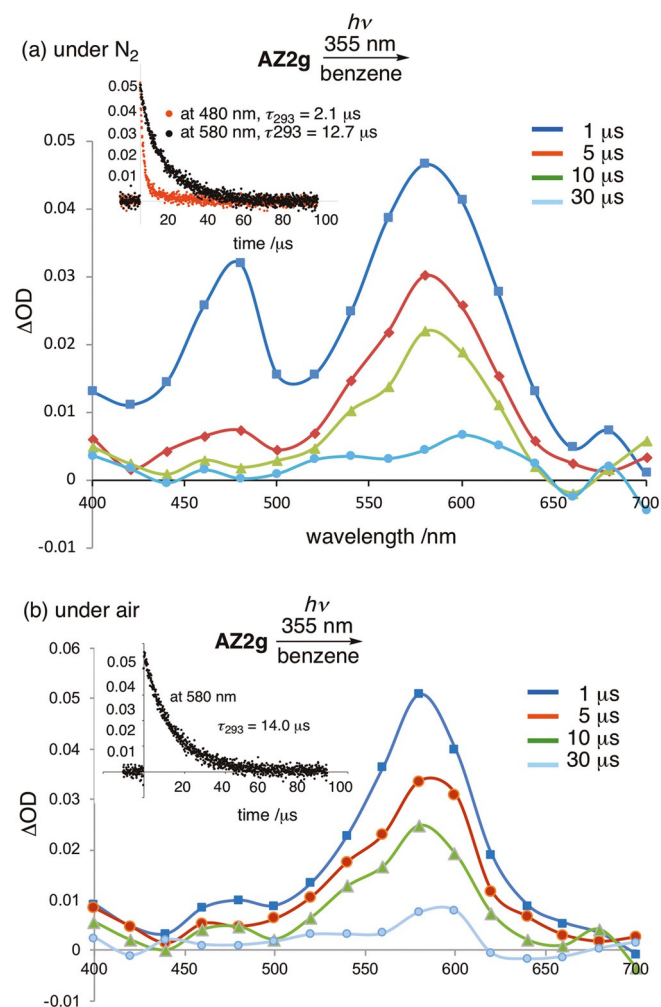 (a) under N2
hν
355 nm
AZ2g
benzene
0.05
0.04
0.03
0.02
0.01
20 40 60 80 100
time /μs
at 480 nm, τ293 = 2.1 μs
at 580 nm, τ293 = 12.7 μs
1 μs
5 μs
10 μs
30 μs
0.05
0.04
0.03
0.02
0.01
0
-0.01
ΔOD
400 450 500 550 600 650 700
wavelength /nm
(b) under air
hν
355 nm
AZ2g
benzene
0.05
0.04
0.03
0.02
0.01
20 40 60 80 100
time /μs
at 580 nm
τ293 = 14.0 μs
1 μs
5 μs
10 μs
30 μs
0.06
0.05
0.04
0.03
0.02
0.01
0
-0.01
ΔOD
400 450 500 550 600 650 700